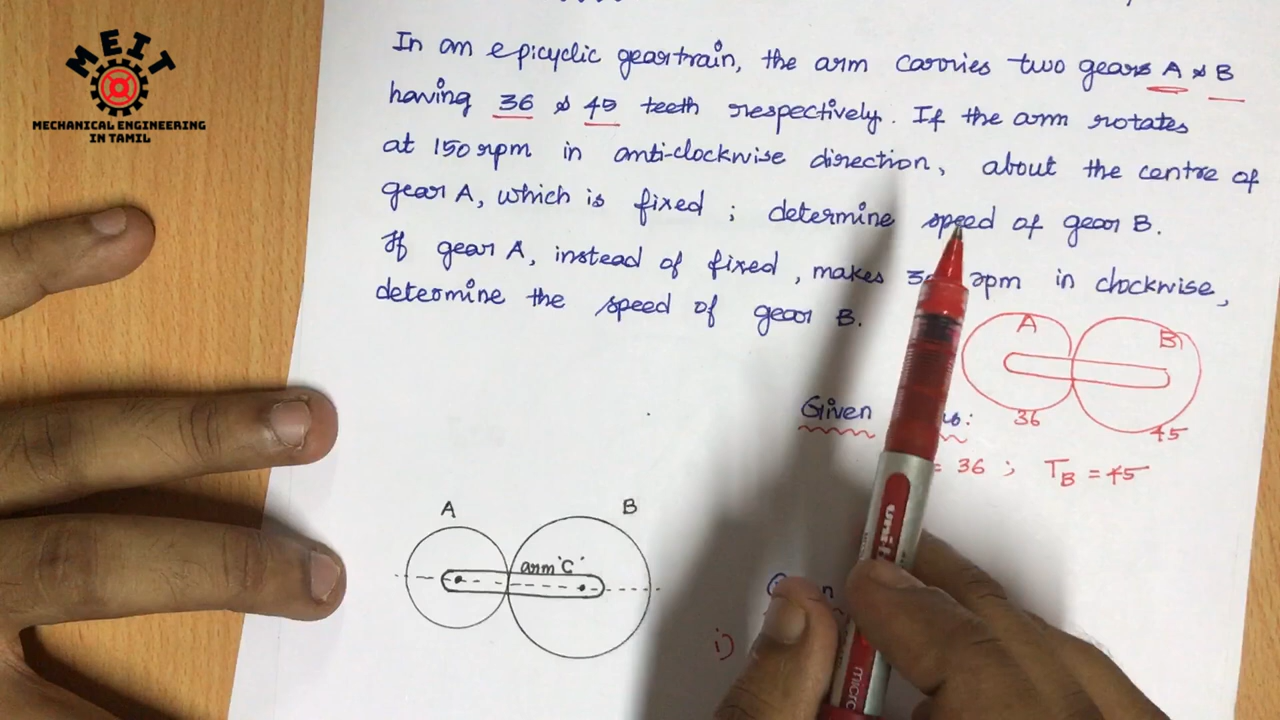 MEIT
MECHANICAL ENGINEERING
IN TAMIL
In an epicyclic geartrain, the arm carries two gears A & B
having 36 & 45 teeth respectively. If the arm rotates
at 150 rpm in anti-clockwise direction, about the centre of
gear A, which is fixed ; determine speed of gear B.
If gear A, instead of fixed, makes rpm in clockwise,
determine the speed of gear B.
A B
36 45
Given
= 36 ; TB = 45
A B
arm 'C'
i)
uni
micro